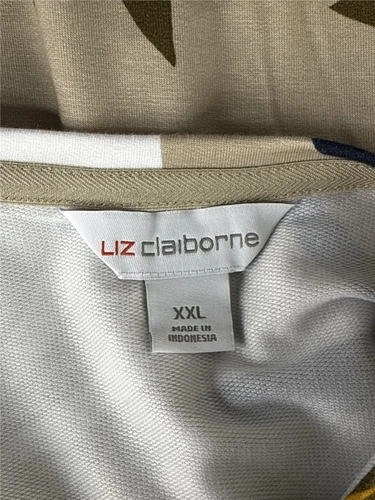 LIZ claiborne
XXL
MADE IN
INDONESIA